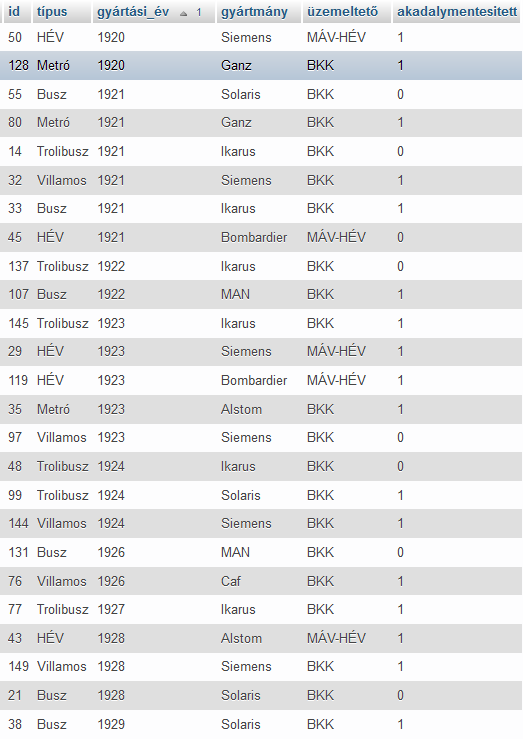 id típus gyártási_év 1 gyártmány üzemeltető akadalymentesitett
50 HÉV 1920 Siemens MÁV-HÉV 1
128 Metró 1920 Ganz BKK 1
55 Busz 1921 Solaris BKK 0
80 Metró 1921 Ganz BKK 1
14 Trolibusz 1921 Ikarus BKK 0
32 Villamos 1921 Siemens BKK 1
33 Busz 1921 Ikarus BKK 1
45 HÉV 1921 Bombardier MÁV-HÉV 0
137 Trolibusz 1922 Ikarus BKK 0
107 Busz 1922 MAN BKK 1
145 Trolibusz 1923 Ikarus BKK 1
29 HÉV 1923 Siemens MÁV-HÉV 1
119 HÉV 1923 Bombardier MÁV-HÉV 1
35 Metró 1923 Alstom BKK 1
97 Villamos 1923 Siemens BKK 0
48 Trolibusz 1924 Ikarus BKK 0
99 Trolibusz 1924 Solaris BKK 1
144 Villamos 1924 Siemens BKK 1
131 Busz 1926 MAN BKK 0
76 Villamos 1926 Caf BKK 1
77 Trolibusz 1927 Ikarus BKK 1
43 HÉV 1928 Alstom MÁV-HÉV 1
149 Villamos 1928 Siemens BKK 1
21 Busz 1928 Solaris BKK 0
38 Busz 1929 Solaris BKK 1